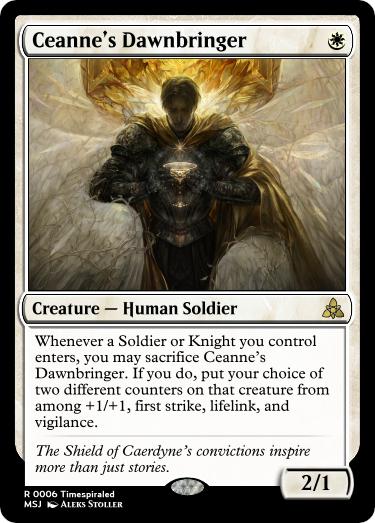 Ceanne's Dawnbringer
Creature — Human Soldier
Whenever a Soldier or Knight you control
enters, you may sacrifice Ceanne's
Dawnbringer. If you do, put your choice of
two different counters on that creature from
among +1/+1, first strike, lifelink, and
vigilance.
The Shield of Caerdyne's convictions inspire
more than just stories.
2/1
R 0006 Timespiraled
MSJ Aleks Stoller